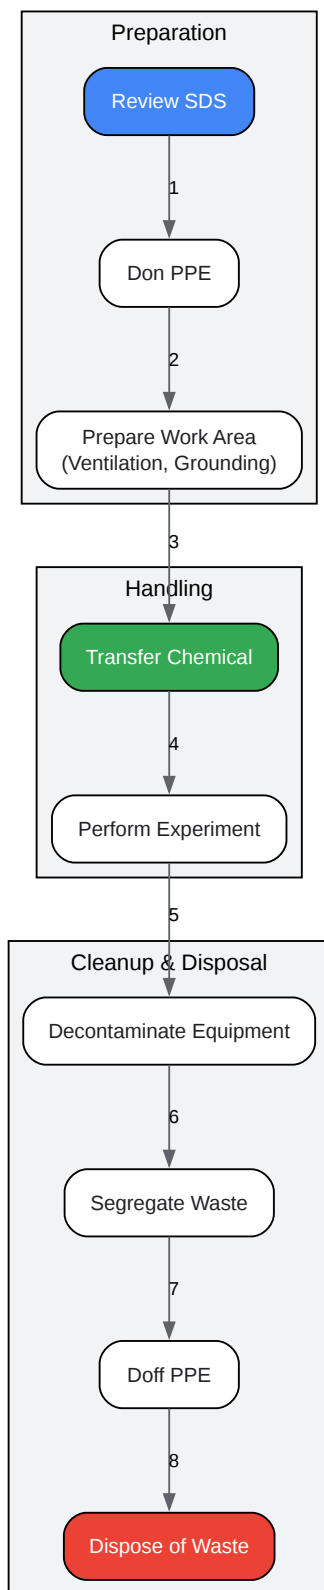 Preparation
Review SDS
1
Don PPE
2
Prepare Work Area
(Ventilation, Grounding)
3
Handling
Transfer Chemical
4
Perform Experiment
5
Cleanup & Disposal
Decontaminate Equipment
6
Segregate Waste
7
Doff PPE
8
Dispose of Waste